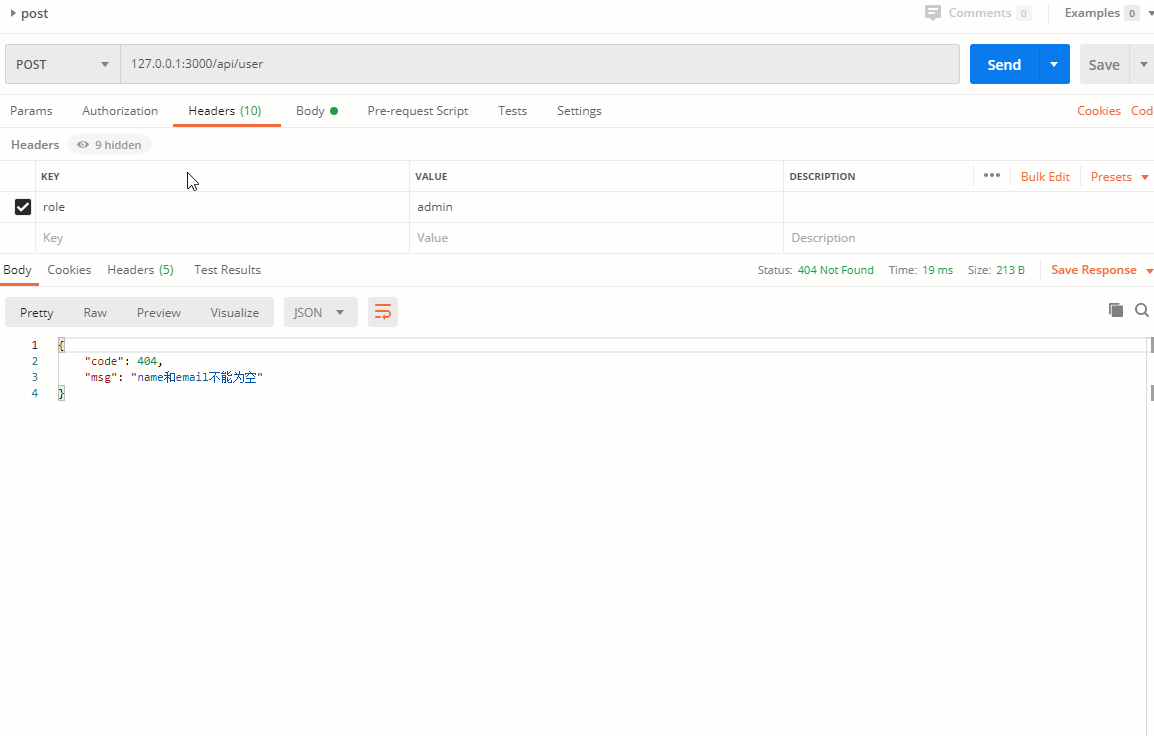 post Comments 0 Examples 0
POST 127.0.0.1:3000/api/user Send Save
Params Authorization Headers (10) Body Pre-request Script Tests Settings Cookies Cod
Headers 9 hidden
KEY VALUE DESCRIPTION ••• Bulk Edit Presets
role admin
Key Value Description
Body Cookies Headers (5) Test Results Status: 404 Not Found Time: 19 ms Size: 213 B Save Response
Pretty Raw Preview Visualize JSON
1 {
2 "code": 404,
3 "msg": "name和email不能为空"
4 }